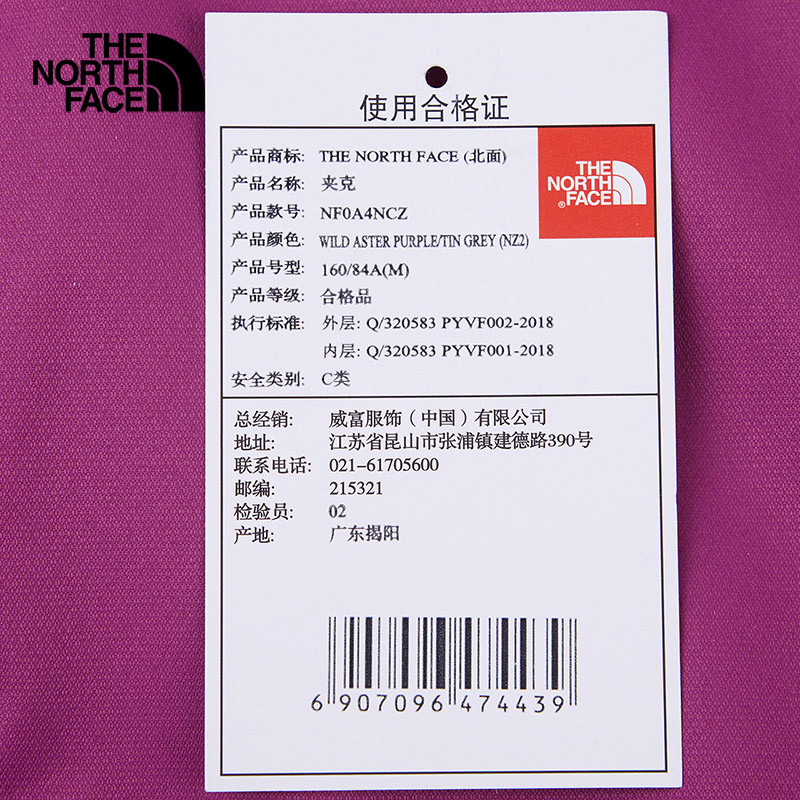 THE
NORTH
FACE
使用合格证
产品商标: THE NORTH FACE (北面)
THE
NORTH
®FACE
产品名称: 夹克
产品款号: NF0A4NCZ
产品颜色: WILD ASTER PURPLE/TIN GREY (NZ2)
产品号型: 160/84A(M)
产品等级: 合格品
执行标准: 外层: Q/320583 PYVF002-2018
内层: Q/320583 PYVF001-2018
安全类别: C类
总经销: 威富服饰（中国）有限公司
地址: 江苏省昆山市张浦镇建德路390号
联系电话: 021-61705600
邮编: 215321
检验员: 02
产地: 广东揭阳
6 907096 474439